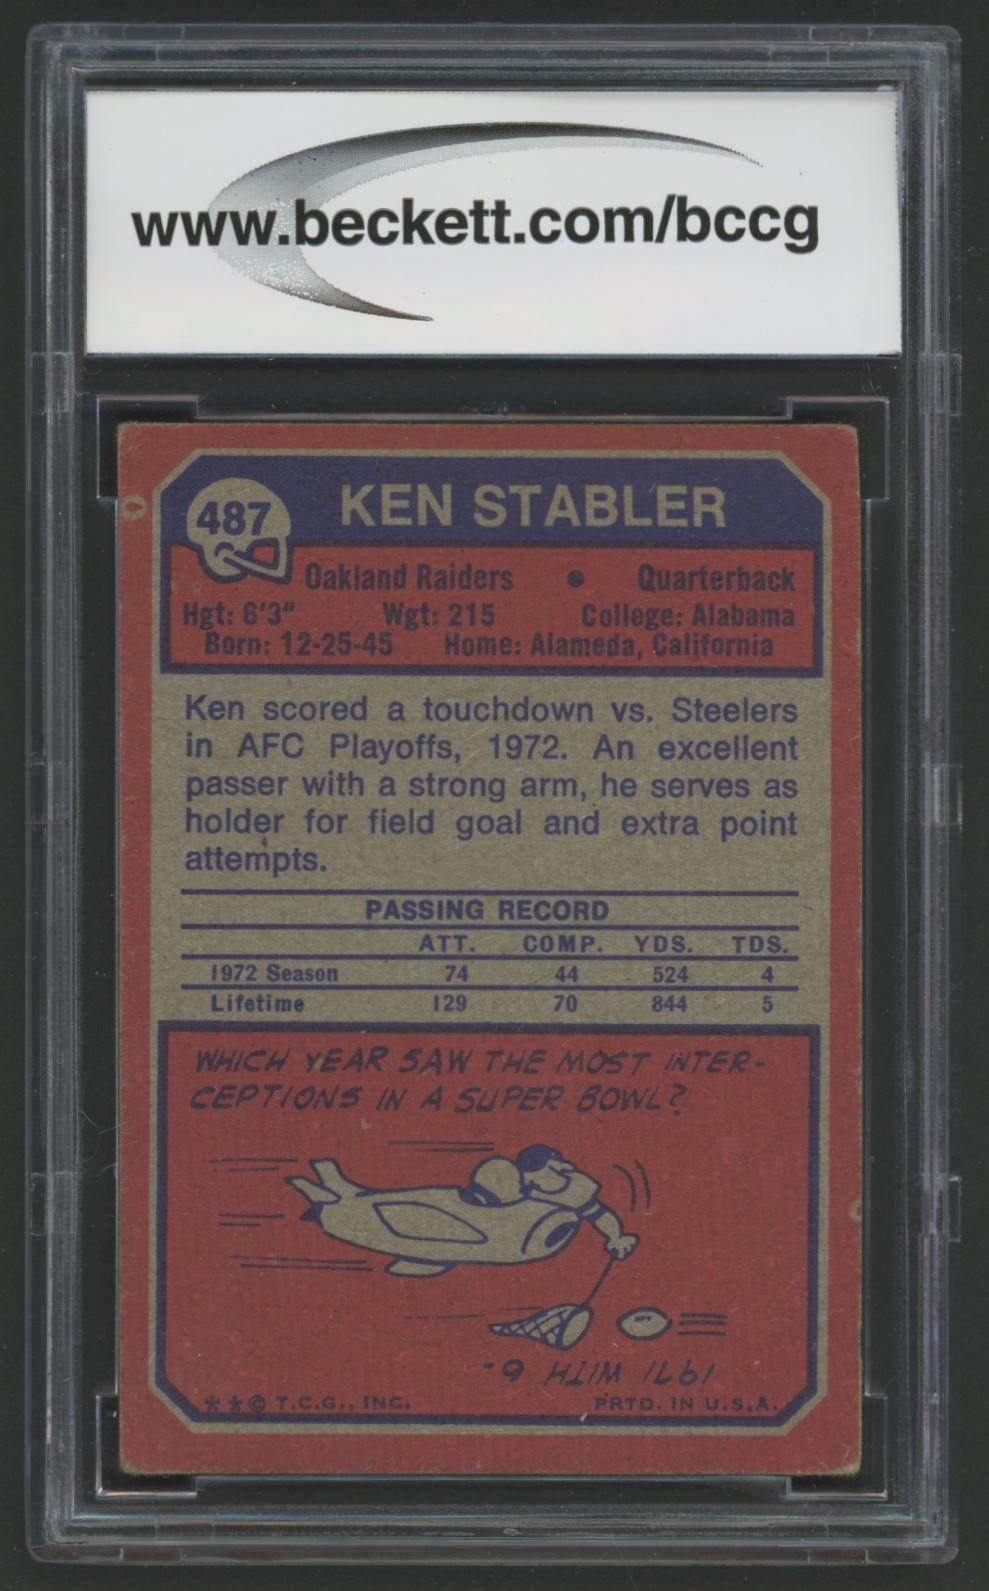 www.beckett.com/bccg
487
KEN STABLER
Oakland Raiders • Quarterback
Hgt: 6'3" Wgt: 215 College: Alabama
Born: 12-25-45 Home: Alameda, California
Ken scored a touchdown vs. Steelers
in AFC Playoffs, 1972. An excellent
passer with a strong arm, he serves as
holder for field goal and extra point
attempts.
PASSING RECORD
ATT. COMP. YDS. TDS.
1972 Season 74 44 524 4
Lifetime 129 70 844 5
WHICH YEAR SAW THE MOST INTER-
CEPTIONS IN A SUPER BOWL?
1971 WITH 6-
**© T.C.G., INC. PRTD. IN U.S.A.